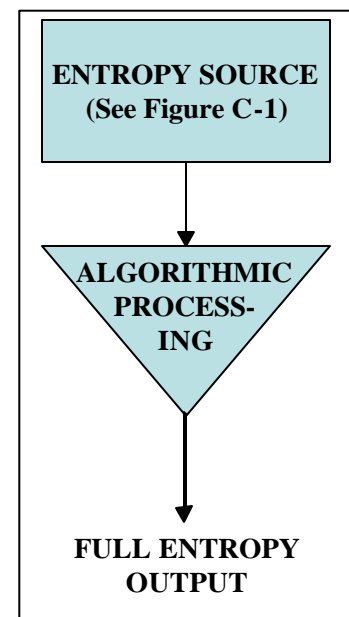 ENTROPY SOURCE
(See Figure C-1)
ALGORITHMIC
PROCESS-
ING
FULL ENTROPY
OUTPUT